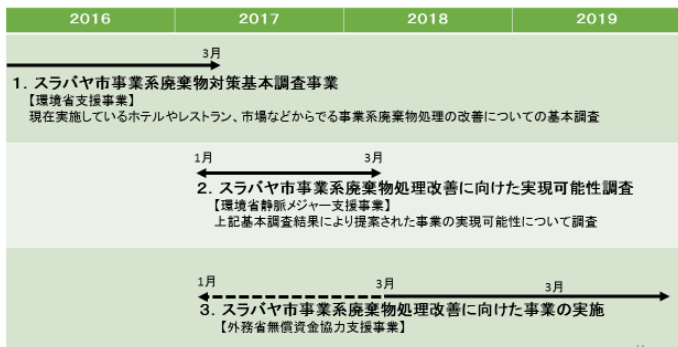 2016 2017 2018 2019
3月
1. スラバヤ市事業系廃棄物対策基本調査事業
【環境省支援事業】
現在実施しているホテルやレストラン、市場などからでる事業系廃棄物処理の改善についての基本調査
1月 3月
2. スラバヤ市事業系廃棄物処理改善に向けた実現可能性調査
【環境省静脈メジャー支援事業】
上記基本調査結果により提案された事業の実現可能性について調査
1月 3月 3月
3. スラバヤ市事業系廃棄物処理改善に向けた事業の実施
【外務省無償資金協力支援事業】